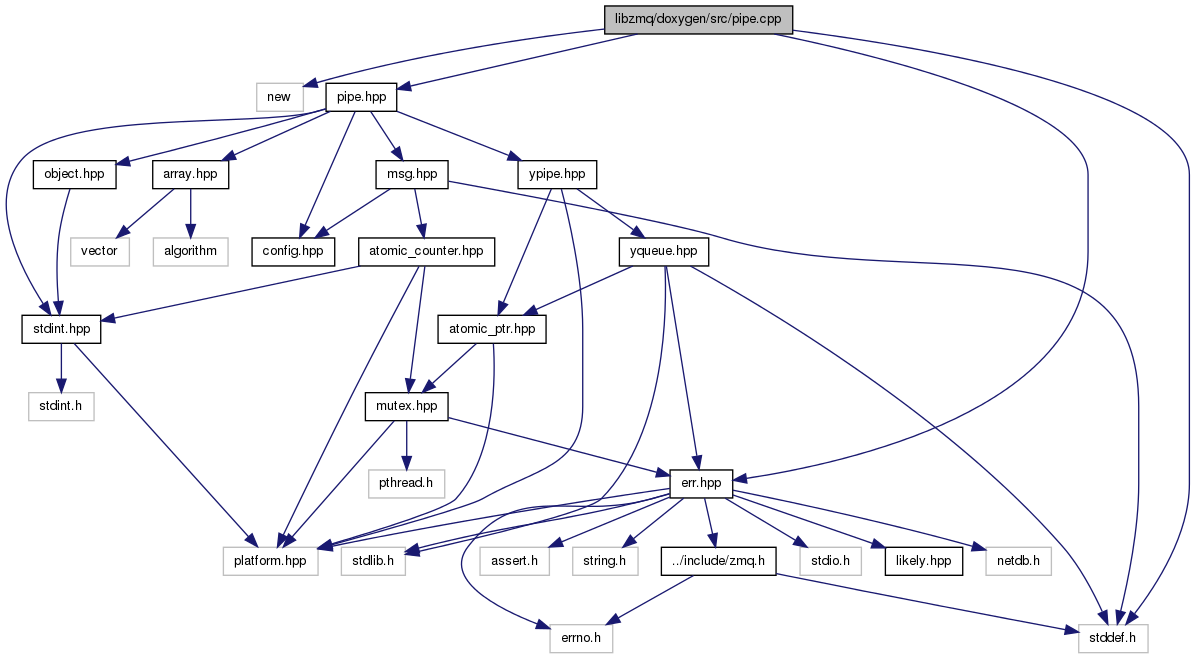 libzmq/doxygen/src/pipe.cpp
new
pipe.hpp
object.hpp
array.hpp
msg.hpp
ypipe.hpp
vector
algorithm
config.hpp
atomic_counter.hpp
yqueue.hpp
stdint.hpp
atomic_ptr.hpp
stdint.h
mutex.hpp
pthread.h
err.hpp
platform.hpp
stdlib.h
assert.h
string.h
../include/zmq.h
stdio.h
likely.hpp
netdb.h
errno.h
stddef.h